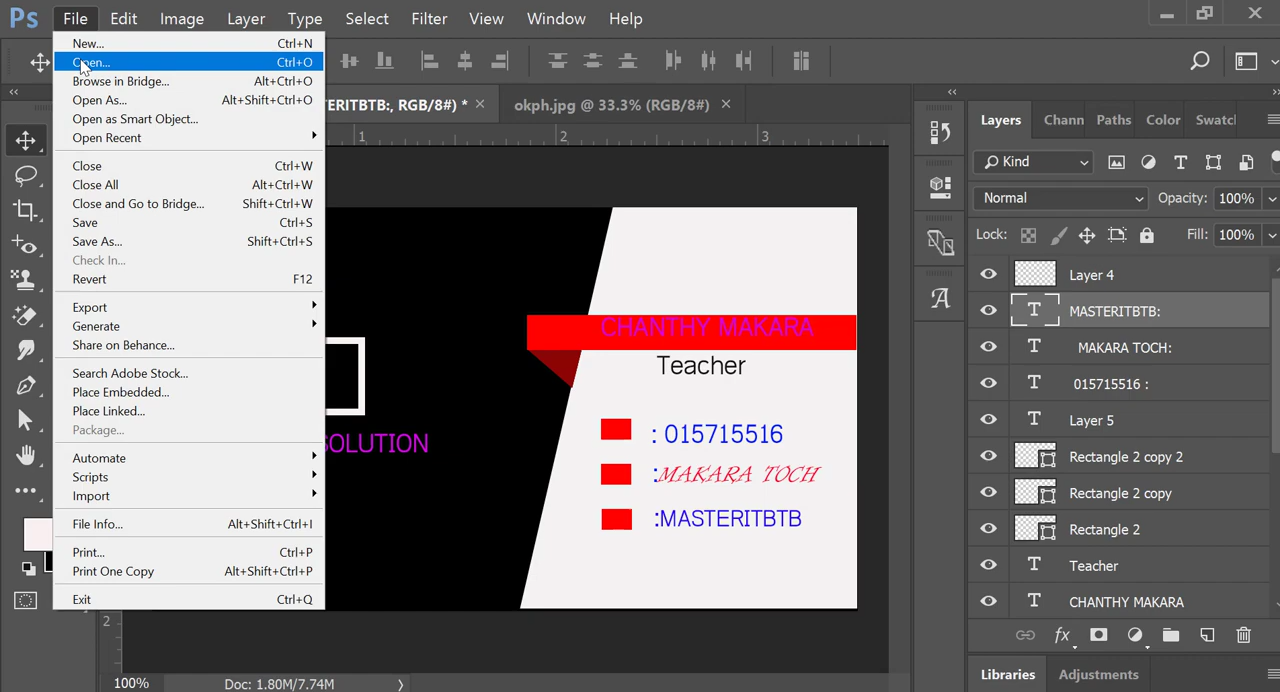 Ps File Edit Image Layer Type Select Filter View Window Help
New... Ctrl+N
Open... Ctrl+O
Browse in Bridge... Alt+Ctrl+O
Open As... Alt+Shift+Ctrl+O
Open as Smart Object...
Open Recent
Close Ctrl+W
Close All Alt+Ctrl+W
Close and Go to Bridge... Shift+Ctrl+W
Save Ctrl+S
Save As... Shift+Ctrl+S
Check In...
Revert F12
Export
Generate
Share on Behance...
Search Adobe Stock...
Place Embedded...
Place Linked...
Package...
Automate
Scripts
Import
File Info... Alt+Shift+Ctrl+I
Print... Ctrl+P
Print One Copy Alt+Shift+Ctrl+P
Exit Ctrl+Q
TERITBTB:, RGB/8#) * × okph.jpg @ 33.3% (RGB/8#) ×
1 2 3
CHANTHY MAKARA
Teacher
SOLUTION
: 015715516
:MAKARA TOCH
:MASTERITBTB
2
100% Doc: 1.80M/7.74M
Layers Chann Paths Color Swatc
Kind
Normal Opacity: 100%
Lock: Fill: 100%
Layer 4
MASTERITBTB:
MAKARA TOCH:
015715516 :
Layer 5
Rectangle 2 copy 2
Rectangle 2 copy
Rectangle 2
Teacher
CHANTHY MAKARA
fx
Libraries Adjustments